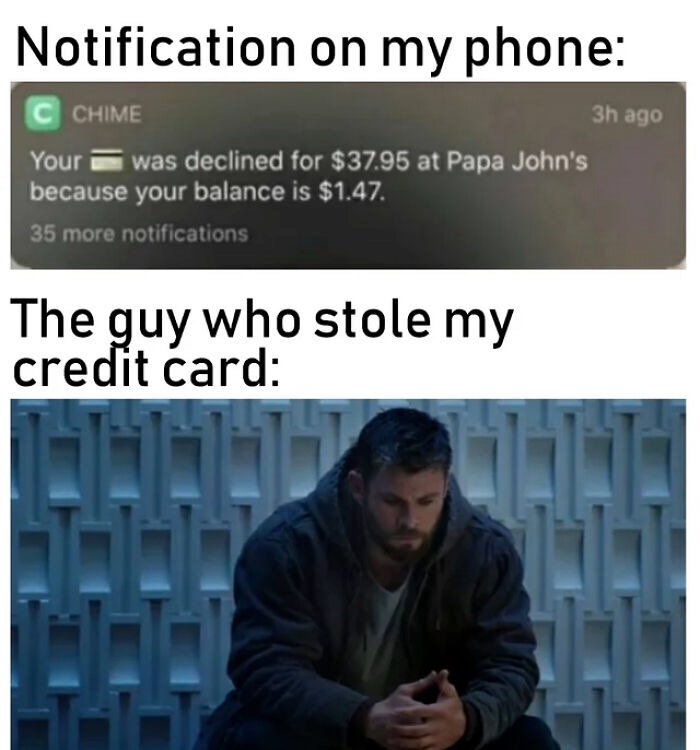 Notification on my phone:
C CHIME 3h ago
Your 💳 was declined for $37.95 at Papa John's
because your balance is $1.47.
35 more notifications
The guy who stole my
credit card: